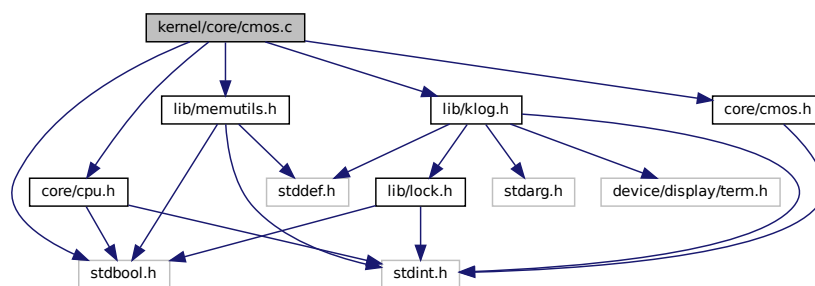 kernel/core/cmos.c
lib/memutils.h
lib/klog.h
core/cmos.h
core/cpu.h
stddef.h
lib/lock.h
stdarg.h
device/display/term.h
stdbool.h
stdint.h